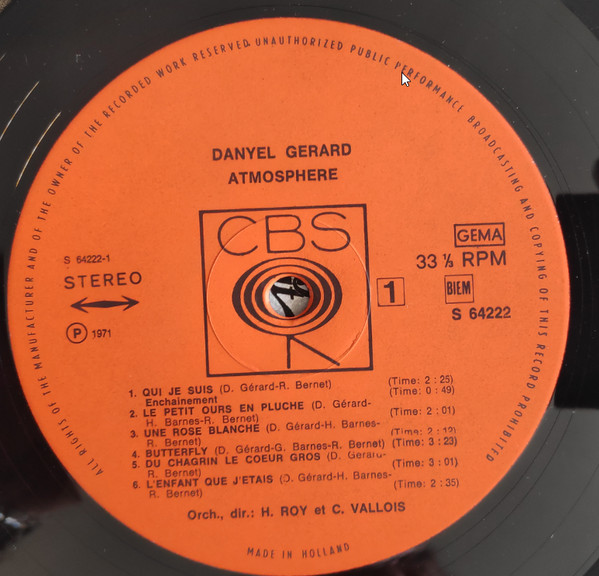 ALL RIGHTS OF THE MANUFACTURER AND OF THE OWNER OF THE RECORDED WORK RESERVED. UNAUTHORIZED PUBLIC PERFORMANCE BROADCASTING AND COPYING OF THIS RECORD PROHIBITED
DANYEL GERARD
ATMOSPHERE
CBS
GEMA
S 64222-1
33 ⅓ RPM
STEREO
1
BIEM
S 64222
P 1971
1. QUI JE SUIS (D. Gérard-R. Bernet) (Time: 2 : 25)
Enchainement (Time: 0 : 49)
2. LE PETIT OURS EN PLUCHE (D. Gérard- (Time: 2 : 01)
H. Barnes-R. Bernet)
3. UNE ROSE BLANCHE (D. Gérard-H. Barnes- (Time: 2 : 12)
R. Bernet)
4. BUTTERFLY (D. Gérard-G. Barnes-R. Bernet) (Time: 3 : 23)
5. DU CHAGRIN LE COEUR GROS (D. Gérard- (Time: 3 : 01)
R. Bernet)
6. L'ENFANT QUE J'ETAIS (D. Gérard-H. Barnes- (Time: 2 : 35)
R. Bernet)
Orch., dir.: H. ROY et C. VALLOIS
MADE IN HOLLAND